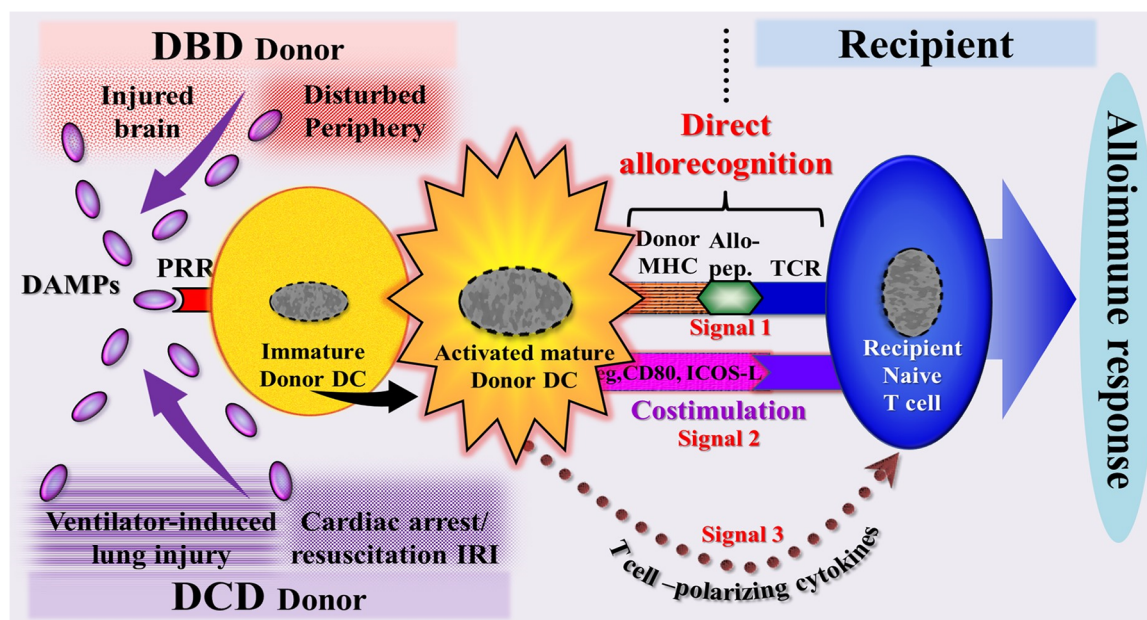 DBD Donor
Injured
brain
Disturbed
Periphery
Recipient
Direct
allorecognition
Alloimmune response
DAMPs
PRR
Donor
MHC
Allo-
pep.
TCR
Signal 1
Immature
Donor DC
Activated mature
Donor DC
eg,CD80, ICOS-L
Costimulation
Signal 2
Recipient
Naive
T cell
Signal 3
T cell –polarizing cytokines
Ventilator-induced
lung injury
Cardiac arrest/
resuscitation IRI
DCD Donor